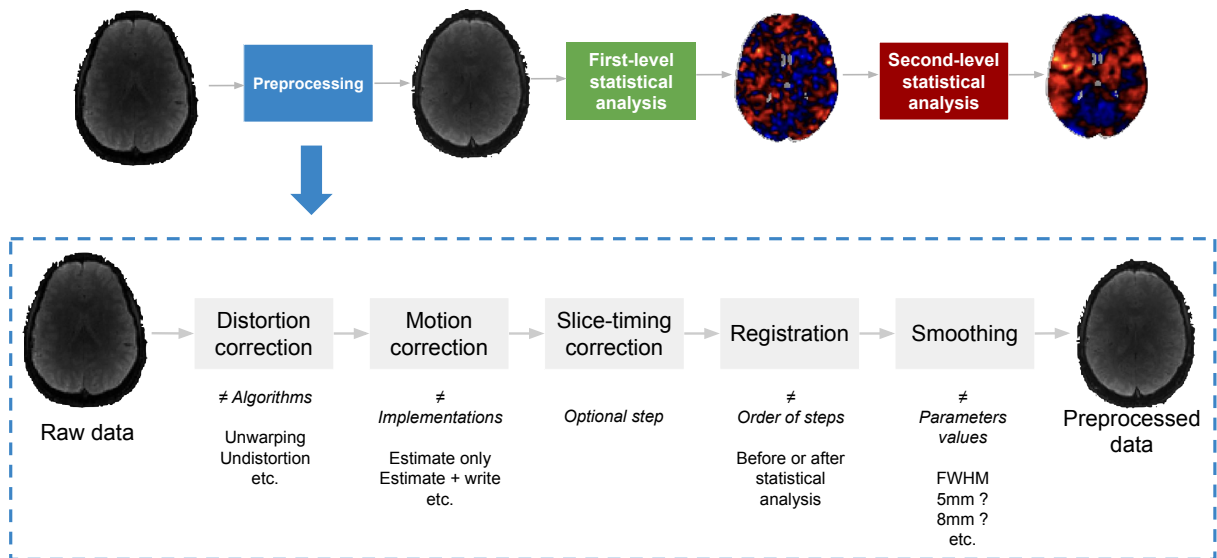 Preprocessing
First-level
statistical
analysis
Second-level
statistical
analysis
Raw data
Distortion
correction
≠ Algorithms
Unwarping
Undistortion
etc.
Motion
correction
≠
Implementations
Estimate only
Estimate + write
etc.
Slice-timing
correction
Optional step
Registration
≠
Order of steps
Before or after
statistical
analysis
Smoothing
≠
Parameters
values
FWHM
5mm ?
8mm ?
etc.
Preprocessed
data